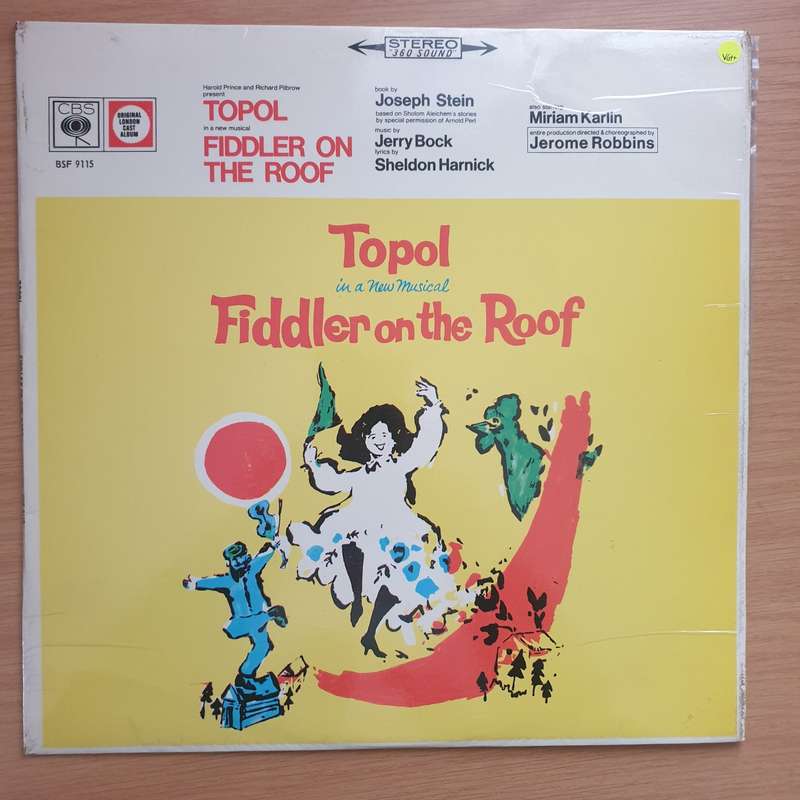 STEREO
"360 SOUND"
VG++
CBS
ORIGINAL
LONDON
CAST
ALBUM
BSF 9115
Harold Prince and Richard Pilbrow
present
TOPOL
in a new musical
FIDDLER ON
THE ROOF
book by
Joseph Stein
based on Sholom Aleichem's stories
by special permission of Arnold Perl
music by
Jerry Bock
lyrics by
Sheldon Harnick
also
Miriam Karlin
entire production directed & choreographed by
Jerome Robbins
Topol
in a New Musical
Fiddler on the Roof